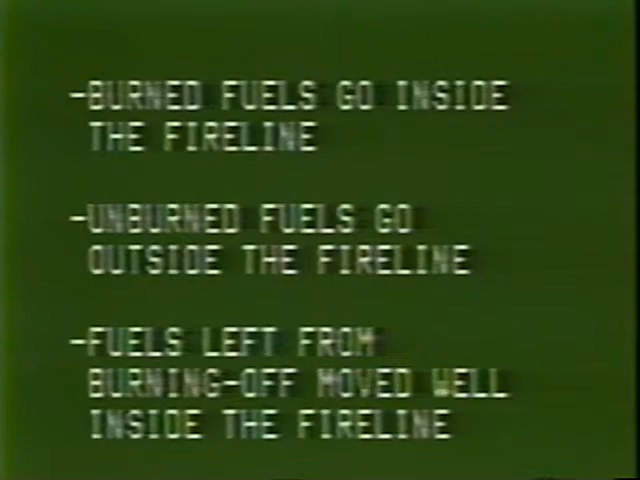 -BURNED FUELS GO INSIDE
THE FIRELINE
-UNBURNED FUELS GO
OUTSIDE THE FIRELINE
-FUELS LEFT FROM
BURNING-OFF MOVED WELL
INSIDE THE FIRELINE